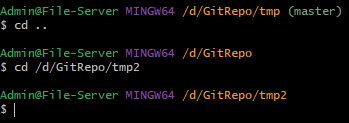 Admin@File-Server MINGW64 /d/GitRepo/tmp (master)
$ cd ..
Admin@File-Server MINGW64 /d/GitRepo
$ cd /d/GitRepo/tmp2
Admin@File-Server MINGW64 /d/GitRepo/tmp2
$